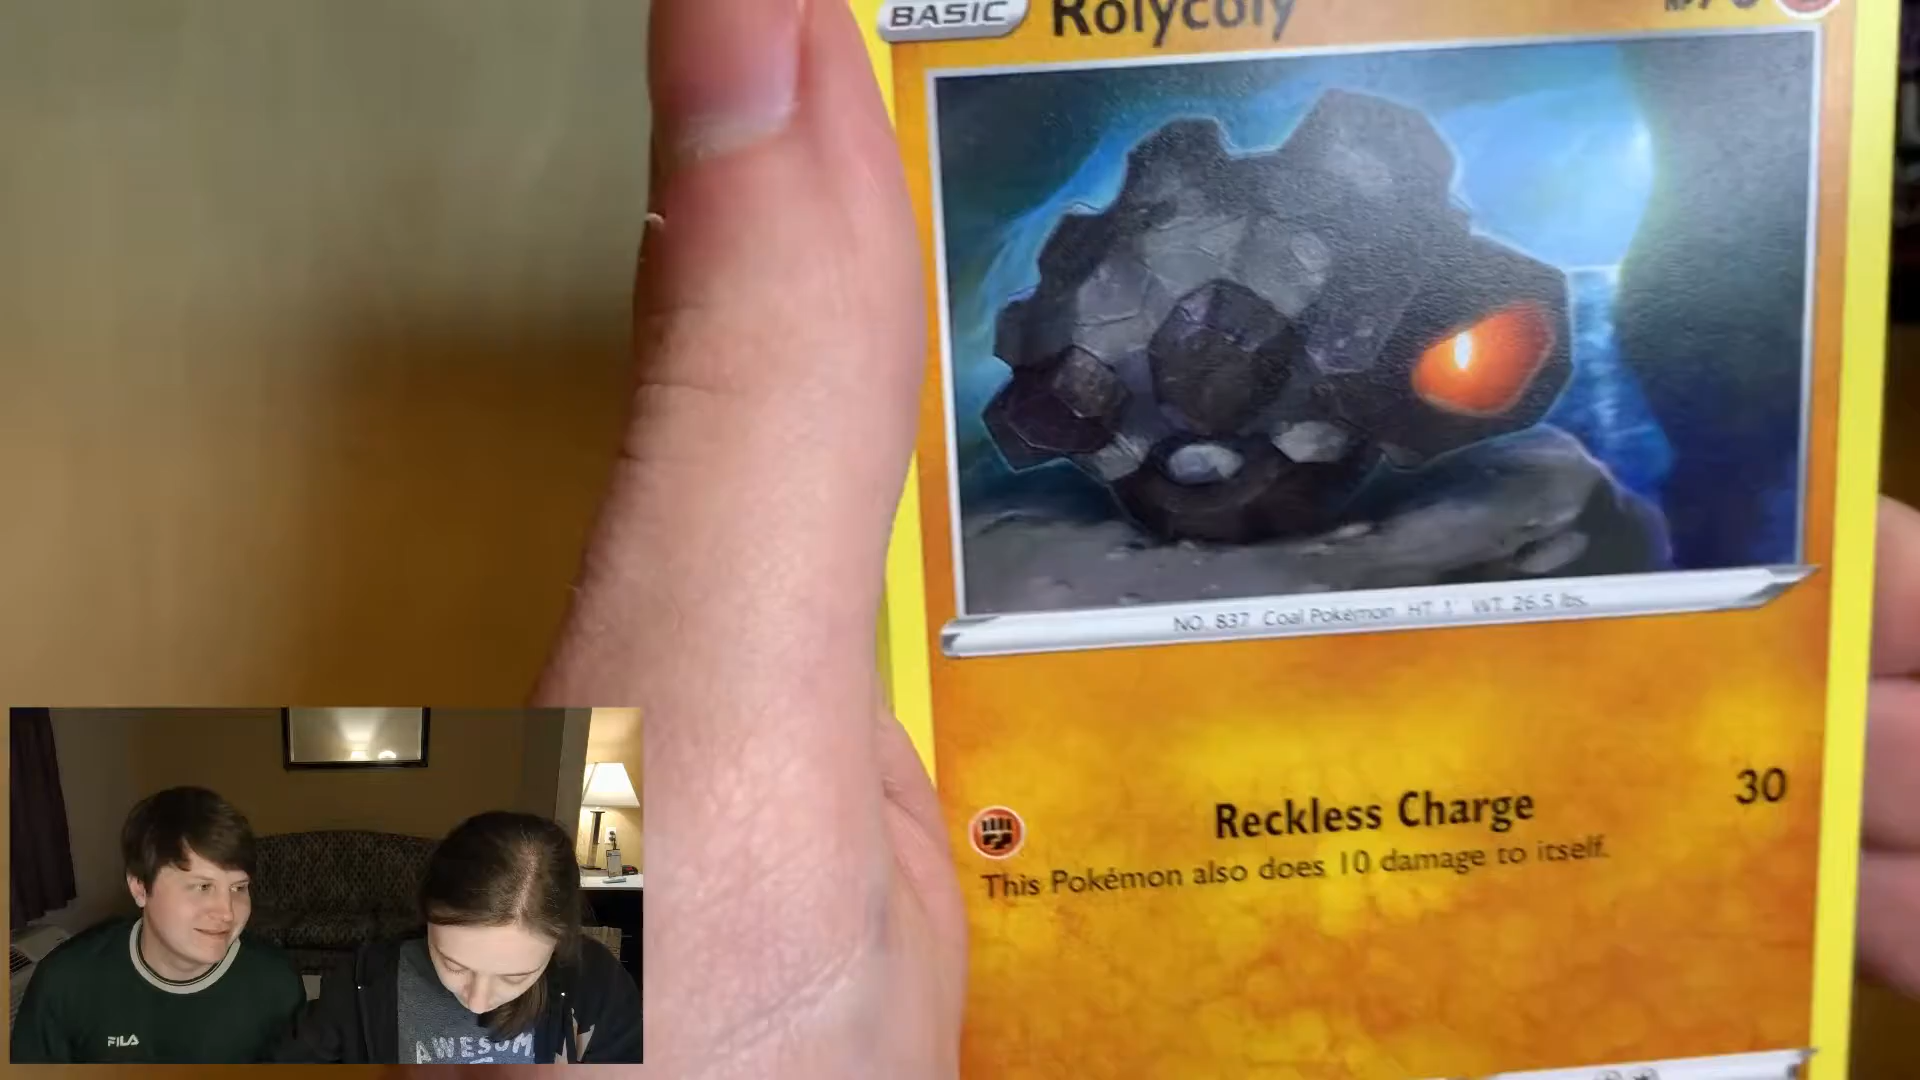 BASIC Rolycoly
NO. 837 Coal Pokémon HT 1' WT 26.5 lbs.
Reckless Charge 30
This Pokémon also does 10 damage to itself.
FILA
AWESOM